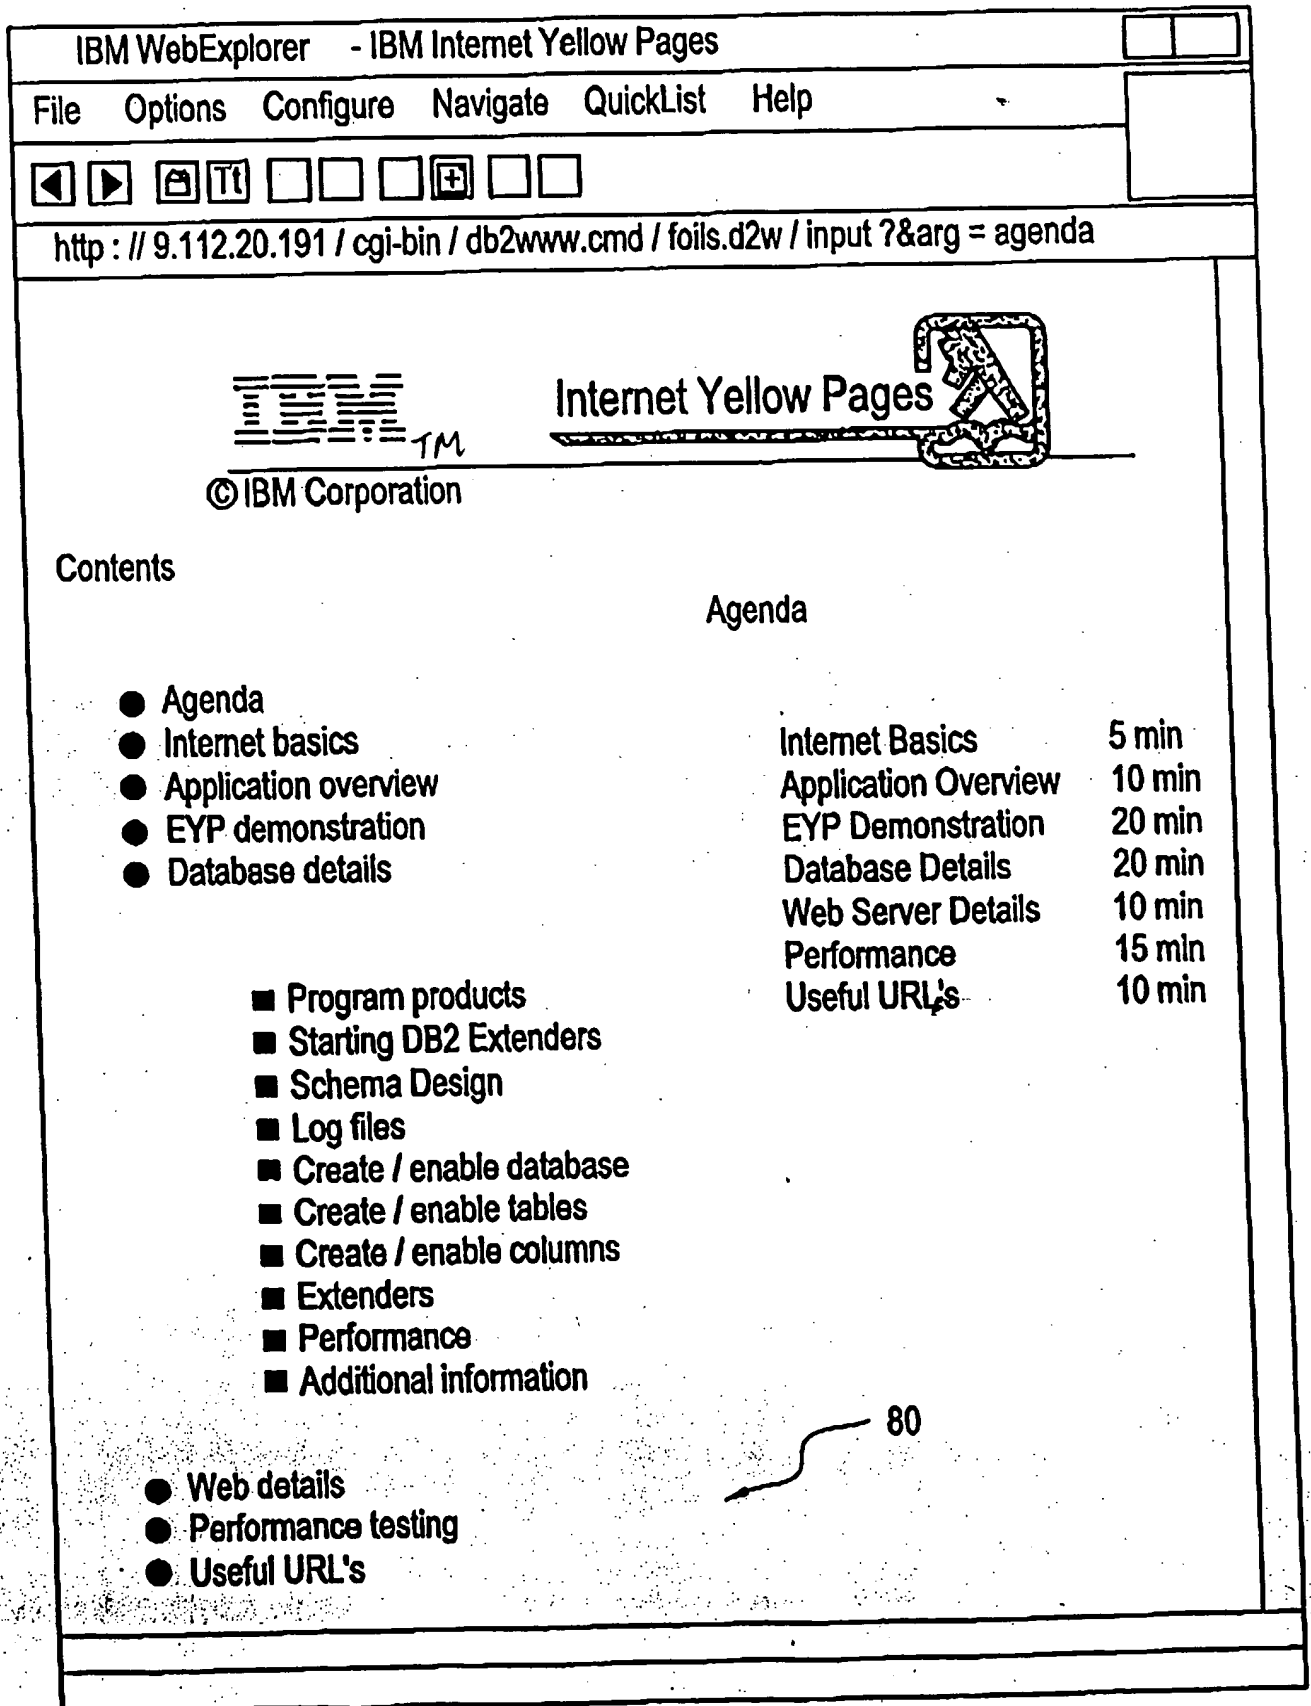 IBM WebExplorer - IBM Internet Yellow Pages
File Options Configure Navigate QuickList Help
Tt +
http : // 9.112.20.191 / cgi-bin / db2www.cmd / foils.d2w / input ?&arg = agenda
IBM TM
Internet Yellow Pages
© IBM Corporation
Contents
● Agenda
● Internet basics
● Application overview
● EYP demonstration
● Database details
■ Program products
■ Starting DB2 Extenders
■ Schema Design
■ Log files
■ Create / enable database
■ Create / enable tables
■ Create / enable columns
■ Extenders
■ Performance
■ Additional information
● Web details
● Performance testing
● Useful URL's
Agenda
Internet Basics 5 min
Application Overview 10 min
EYP Demonstration 20 min
Database Details 20 min
Web Server Details 10 min
Performance 15 min
Useful URL's 10 min
80